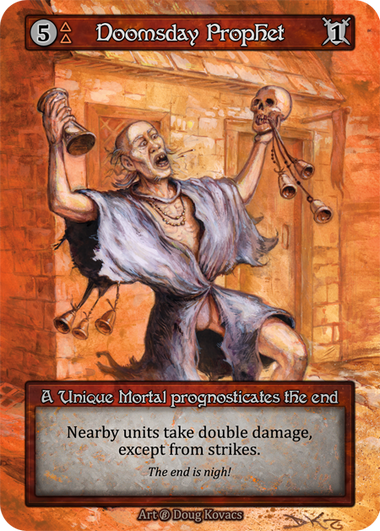 5 Doomsday Prophet 1
A Unique Mortal prognosticates the end
Nearby units take double damage,
except from strikes.
The end is nigh!
Art @ Doug Kovacs